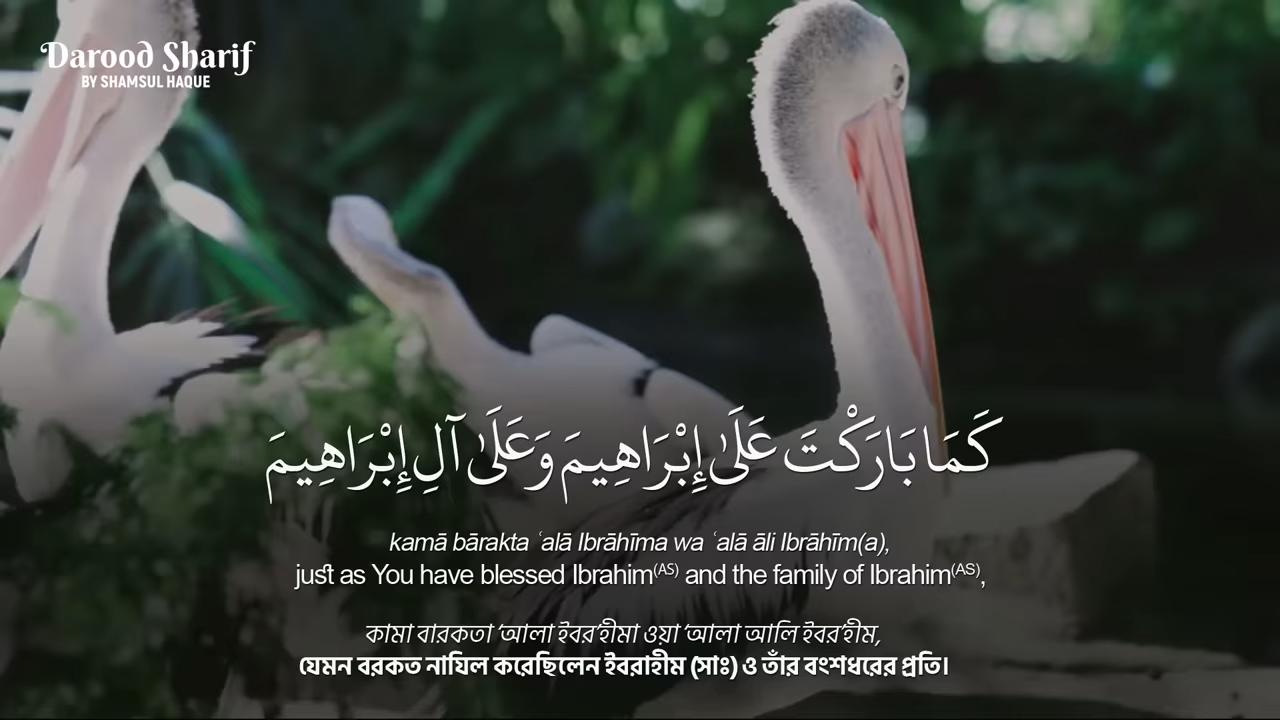 Darood Sharif
BY SHAMSUL HAQUE
كَمَا بَارَكْتَ عَلَىٰ إِبْرَاهِيمَ وَعَلَىٰ آلِ إِبْرَاهِيمَ
kamā bārakta ʿalā Ibrāhīma wa ʿalā āli Ibrāhīm(a),
just as You have blessed Ibrahim(AS) and the family of Ibrahim(AS),
কামা বারকতা ‘আলা ইবর’হীমা ওয়া ‘আলা আলি ইবর’হীম,
যেমন বরকত নাযিল করেছিলেন ইবরাহীম (সাঃ) ও তাঁর বংশধরের প্রতি।